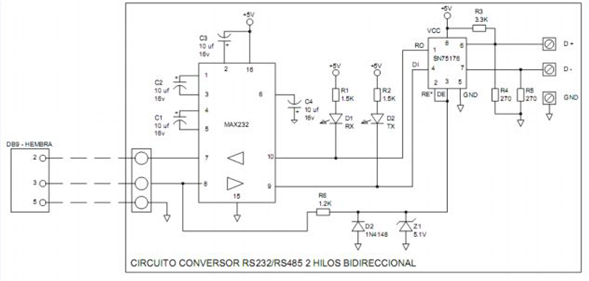 +5V
C3
10 uf
16v
2
16
C2
10 uf
16v
1
3
C1
10 uf
16v
4
5
6
C4
10 uf
16v
MAX232
DB9 - HEMBRA
2
3
5
7
8
10
9
15
+5V
R1
1.5K
D1
RX
+5V
R2
1.5K
D2
TX
+5V
VCC
8
SN75176
RO
1
DI
4
2
3
5
6
7
RE*
DE
GND
R3
3.3K
R4
270
R5
270
D +
D -
GND
R6
1.2K
D2
1N4148
Z1
5.1V
CIRCUITO CONVERSOR RS232/RS485 2 HILOS BIDIRECCIONAL